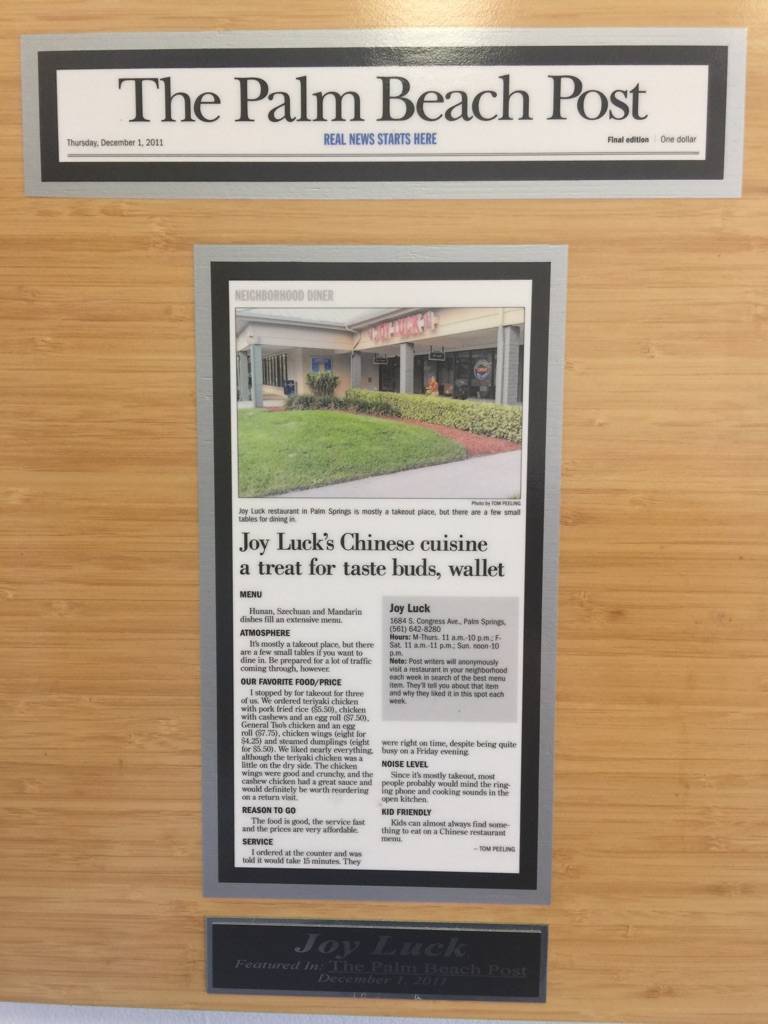 The Palm Beach Post
Thursday, December 1, 2011
REAL NEWS STARTS HERE
Final edition | One dollar
NEIGHBORHOOD DINER
JOY LUCK
Photo by TOM PEELING
Joy Luck restaurant in Palm Springs is mostly a takeout place, but there are a few small
tables for dining in.
Joy Luck's Chinese cuisine
a treat for taste buds, wallet
MENU
Hunan, Szechuan and Mandarin
dishes fill an extensive menu.
ATMOSPHERE
It's mostly a takeout place, but there
are a few small tables if you want to
dine in. Be prepared for a lot of traffic
coming through, however.
OUR FAVORITE FOOD/PRICE
I stopped by for takeout for three
of us. We ordered teriyaki chicken
with pork fried rice ($5.50), chicken
with cashews and an egg roll ($7.50),
General Tso's chicken and an egg
roll ($7.75), chicken wings (eight for
$4.25) and steamed dumplings (eight
for $5.50). We liked nearly everything,
although the teriyaki chicken was a
little on the dry side. The chicken
wings were good and crunchy, and the
cashew chicken had a great sauce and
would definitely be worth reordering
on a return visit.
REASON TO GO
The food is good, the service fast
and the prices are very affordable.
SERVICE
I ordered at the counter and was
told it would take 15 minutes. They
Joy Luck
1684 S. Congress Ave., Palm Springs,
(561) 642-8280
Hours: M-Thurs. 11 a.m.-10 p.m.; F-
Sat. 11 a.m.-11 p.m.; Sun. noon-10
p.m.
Note: Post writers will anonymously
visit a restaurant in your neighborhood
each week in search of the best menu
item. They'll tell you about that item
and why they liked it in this spot each
week.
were right on time, despite being quite
busy on a Friday evening.
NOISE LEVEL
Since it's mostly takeout, most
people probably would mind the ring-
ing phone and cooking sounds in the
open kitchen.
KID FRIENDLY
Kids can almost always find some-
thing to eat on a Chinese restaurant
menu.
– TOM PEELING
Joy Luck
Featured In: The Palm Beach Post
December 1, 2011